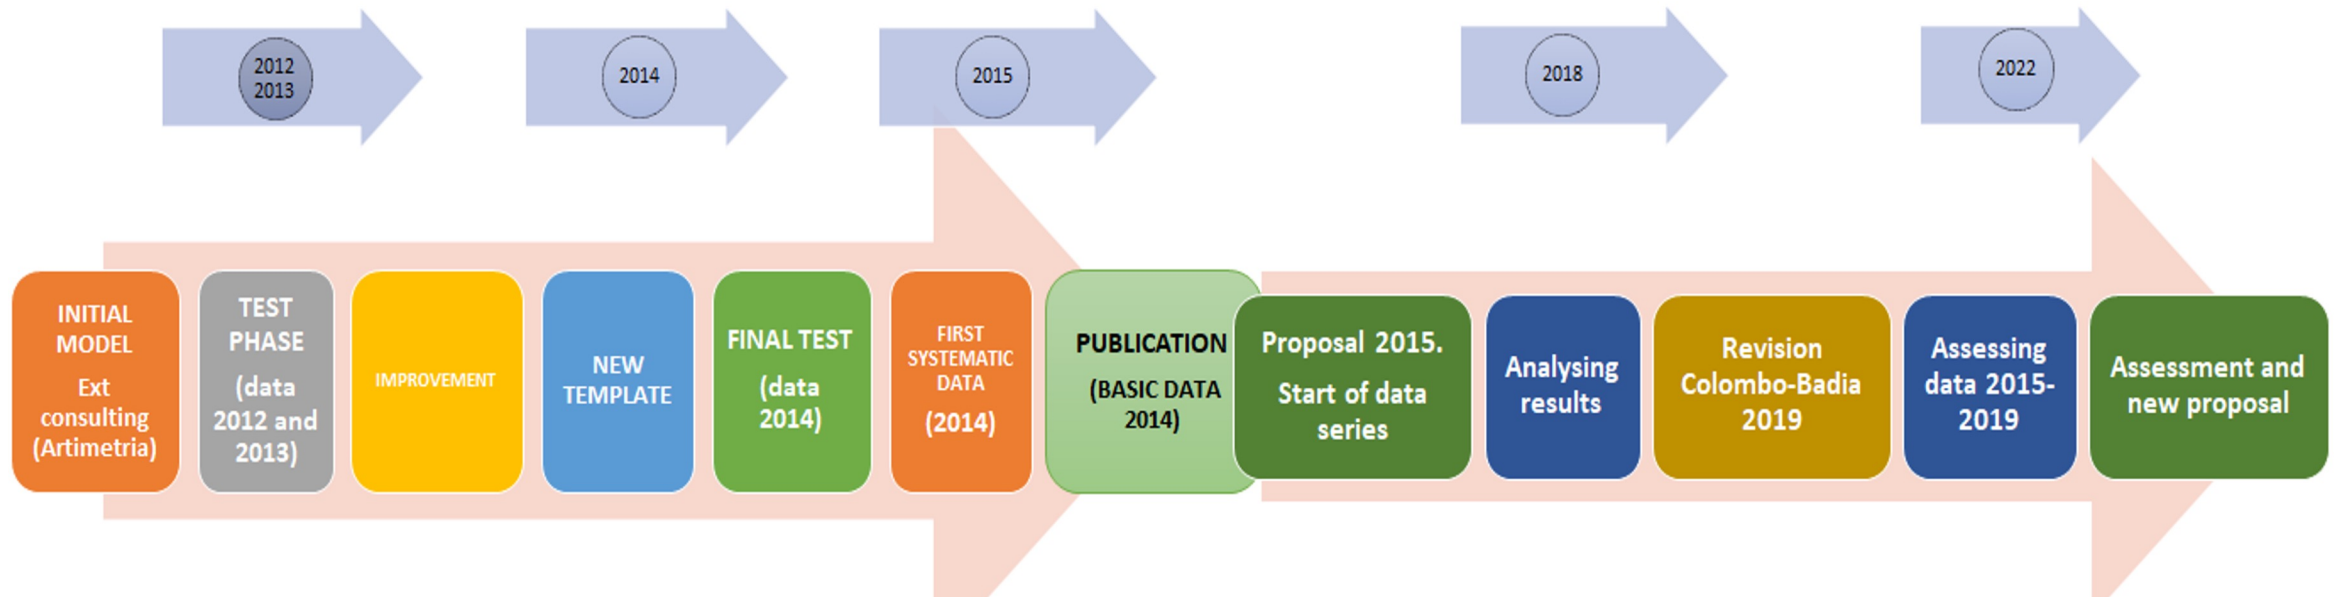 2012
2013
2014
2015
2018
2022
INITIAL
MODEL
Ext
consulting
(Artimetria)
TEST
PHASE
(data
2012 and
2013)
IMPROVEMENT
NEW
TEMPLATE
FINAL TEST
(data
2014)
FIRST
SYSTEMATIC
DATA
(2014)
PUBLICATION
(BASIC DATA
2014)
Proposal 2015.
Start of data
series
Analysing
results
Revision
Colombo-Badia
2019
Assessing
data 2015-
2019
Assessment and
new proposal